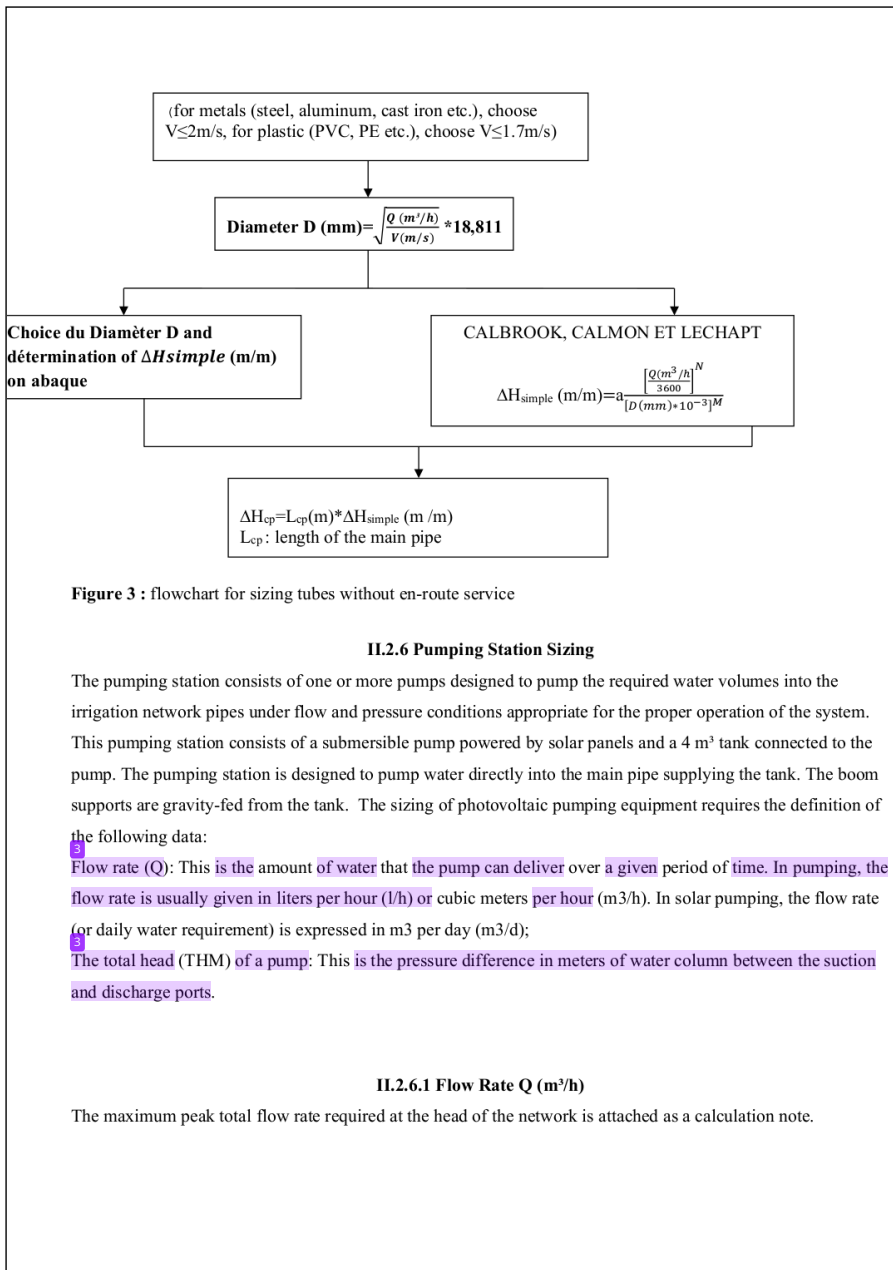 (for metals (steel, aluminum, cast iron etc.), choose
V≤2m/s, for plastic (PVC, PE etc.), choose V≤1.7m/s)
Diameter D (mm)=√(Q (m³/h)/V(m/s)) *18,811
Choice du Diamèter D and
détermination of ΔHsimple (m/m)
on abaque
CALBROOK, CALMON ET LECHAPT
ΔHsimple (m/m)=a [Q(m³/h)/3600]^N/[D(mm)*10⁻³]^M
ΔHcp=Lcp(m)*ΔHsimple (m /m)
Lcp : length of the main pipe
Figure 3 : flowchart for sizing tubes without en-route service
II.2.6 Pumping Station Sizing
The pumping station consists of one or more pumps designed to pump the required water volumes into the
irrigation network pipes under flow and pressure conditions appropriate for the proper operation of the system.
This pumping station consists of a submersible pump powered by solar panels and a 4 m³ tank connected to the
pump. The pumping station is designed to pump water directly into the main pipe supplying the tank. The boom
supports are gravity-fed from the tank. The sizing of photovoltaic pumping equipment requires the definition of
the following data:
3
Flow rate (Q): This is the amount of water that the pump can deliver over a given period of time. In pumping, the
flow rate is usually given in liters per hour (l/h) or cubic meters per hour (m3/h). In solar pumping, the flow rate
(or daily water requirement) is expressed in m3 per day (m3/d);
3
The total head (THM) of a pump: This is the pressure difference in meters of water column between the suction
and discharge ports.
II.2.6.1 Flow Rate Q (m³/h)
The maximum peak total flow rate required at the head of the network is attached as a calculation note.